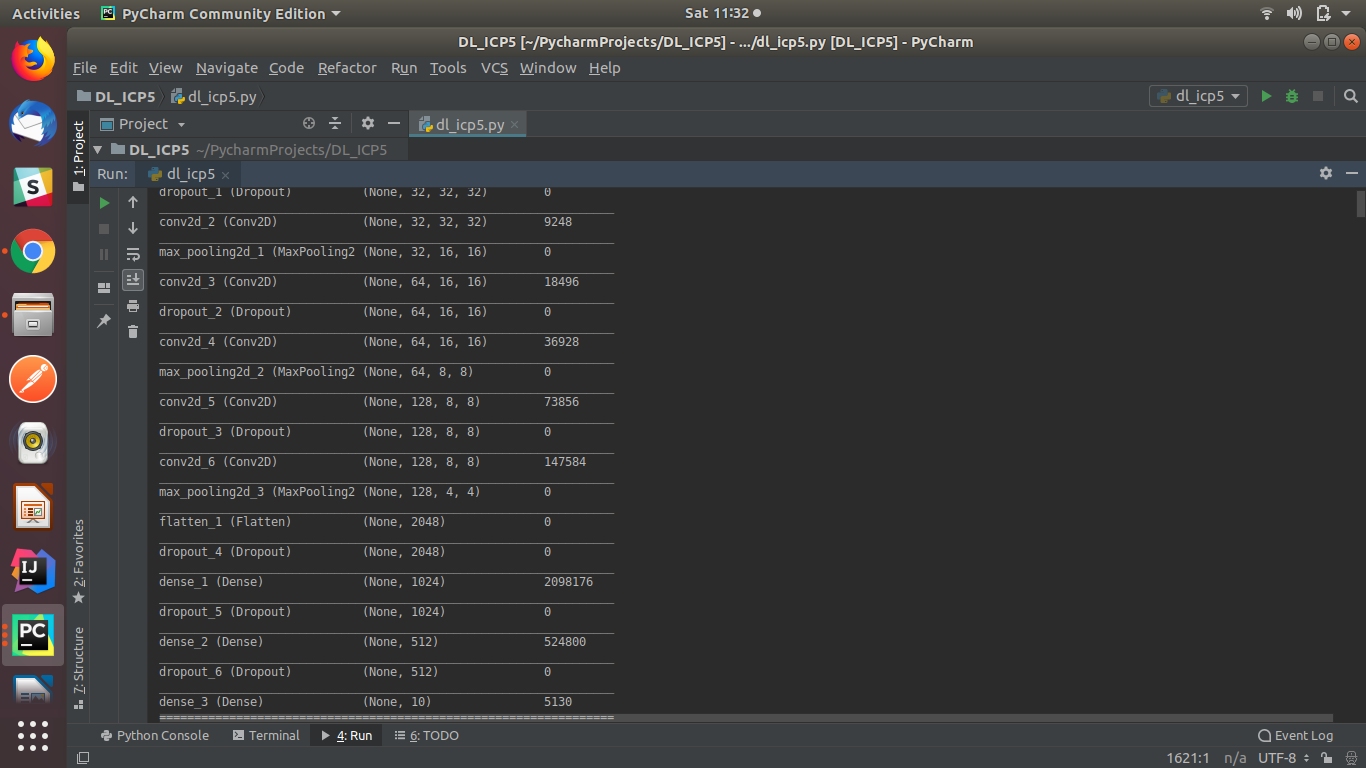 Activities PyCharm Community Edition Sat 11:32
DL_ICP5 [~/PycharmProjects/DL_ICP5] - .../dl_icp5.py [DL_ICP5] - PyCharm
File Edit View Navigate Code Refactor Run Tools VCS Window Help
DL_ICP5 dl_icp5.py dl_icp5
Project dl_icp5.py
1: Project
DL_ICP5 ~/PycharmProjects/DL_ICP5
Run: dl_icp5
dropout_1 (Dropout) (None, 32, 32, 32) 0
conv2d_2 (Conv2D) (None, 32, 32, 32) 9248
max_pooling2d_1 (MaxPooling2 (None, 32, 16, 16) 0
conv2d_3 (Conv2D) (None, 64, 16, 16) 18496
dropout_2 (Dropout) (None, 64, 16, 16) 0
conv2d_4 (Conv2D) (None, 64, 16, 16) 36928
max_pooling2d_2 (MaxPooling2 (None, 64, 8, 8) 0
conv2d_5 (Conv2D) (None, 128, 8, 8) 73856
dropout_3 (Dropout) (None, 128, 8, 8) 0
conv2d_6 (Conv2D) (None, 128, 8, 8) 147584
max_pooling2d_3 (MaxPooling2 (None, 128, 4, 4) 0
flatten_1 (Flatten) (None, 2048) 0
dropout_4 (Dropout) (None, 2048) 0
dense_1 (Dense) (None, 1024) 2098176
dropout_5 (Dropout) (None, 1024) 0
dense_2 (Dense) (None, 512) 524800
dropout_6 (Dropout) (None, 512) 0
dense_3 (Dense) (None, 10) 5130
=================================================================
2: Favorites
7: Structure
S
IJ
PC
Python Console Terminal 4: Run 6: TODO Event Log
1621:1 n/a UTF-8